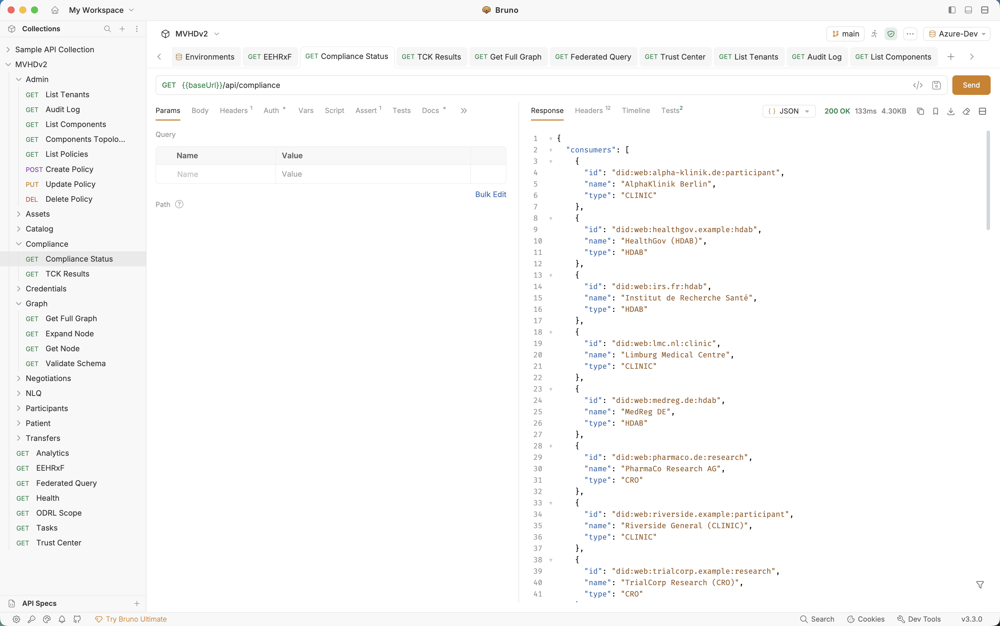 My Workspace
Bruno
Collections
Sample API Collection
MVHDv2
Admin
GET List Tenants
GET Audit Log
GET List Components
GET Components Topolo...
GET List Policies
POST Create Policy
PUT Update Policy
DEL Delete Policy
Assets
Catalog
Compliance
GET Compliance Status
GET TCK Results
Credentials
Graph
GET Get Full Graph
GET Expand Node
GET Get Node
GET Validate Schema
Negotiations
NLQ
Participants
Patient
Transfers
GET Analytics
GET EEHRxF
GET Federated Query
GET Health
GET ODRL Scope
GET Tasks
GET Trust Center
API Specs
MVHDv2
main
Azure-Dev
Environments GET EEHRxF GET Compliance Status GET TCK Results GET Get Full Graph GET Federated Query GET Trust Center GET List Tenants GET Audit Log GET List Components
GET {{baseUrl}}/api/compliance
Send
Params Body Headers 1 Auth Vars Script Assert 1 Tests Docs
Query
Name Value
Name Value
Bulk Edit
Path ?
Response Headers 12 Timeline Tests2 { } JSON 200 OK 133ms 4.30KB
1 {
2 "consumers": [
3 {
4 "id": "did:web:alpha-klinik.de:participant",
5 "name": "AlphaKlinik Berlin",
6 "type": "CLINIC"
7 },
8 {
9 "id": "did:web:healthgov.example:hdab",
10 "name": "HealthGov (HDAB)",
11 "type": "HDAB"
12 },
13 {
14 "id": "did:web:irs.fr:hdab",
15 "name": "Institut de Recherche Santé",
16 "type": "HDAB"
17 },
18 {
19 "id": "did:web:lmc.nl:clinic",
20 "name": "Limburg Medical Centre",
21 "type": "CLINIC"
22 },
23 {
24 "id": "did:web:medreg.de:hdab",
25 "name": "MedReg DE",
26 "type": "HDAB"
27 },
28 {
29 "id": "did:web:pharmaco.de:research",
30 "name": "PharmaCo Research AG",
31 "type": "CRO"
32 },
33 {
34 "id": "did:web:riverside.example:participant",
35 "name": "Riverside General (CLINIC)",
36 "type": "CLINIC"
37 },
38 {
39 "id": "did:web:trialcorp.example:research",
40 "name": "TrialCorp Research (CRO)",
41 "type": "CRO"
Try Bruno Ultimate
Search Cookies Dev Tools v3.3.0